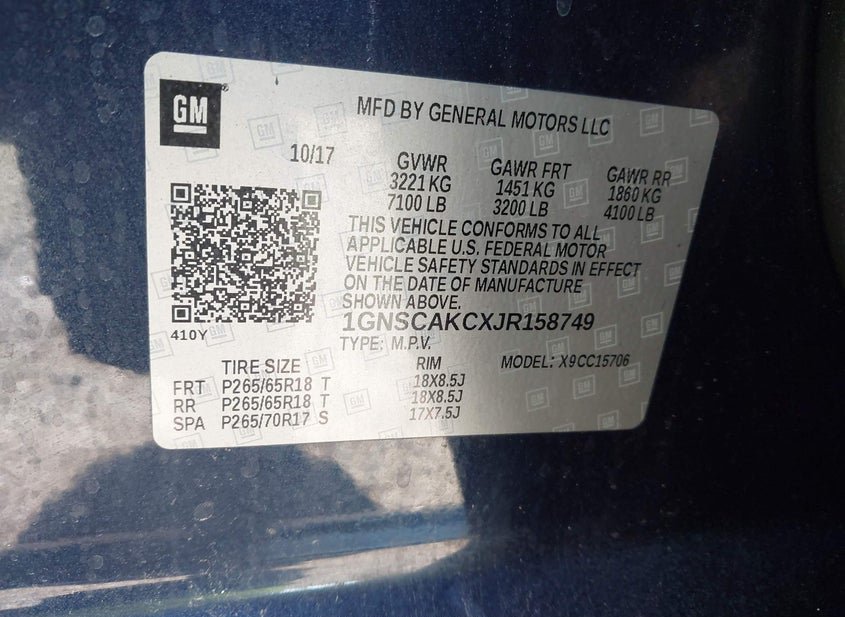 GM
MFD BY GENERAL MOTORS LLC
10/17
GVWR GAWR FRT GAWR RR
3221 KG 1451 KG 1860 KG
7100 LB 3200 LB 4100 LB
THIS VEHICLE CONFORMS TO ALL
APPLICABLE U.S. FEDERAL MOTOR
VEHICLE SAFETY STANDARDS IN EFFECT
ON THE DATE OF MANUFACTURE
SHOWN ABOVE.
410Y
1GNSCAKCXJR158749
TYPE: M.P.V. MODEL: X9CC15706
TIRE SIZE RIM
FRT P265/65R18 T 18X8.5J
RR P265/65R18 T 18X8.5J
SPA P265/70R17 S 17X7.5J